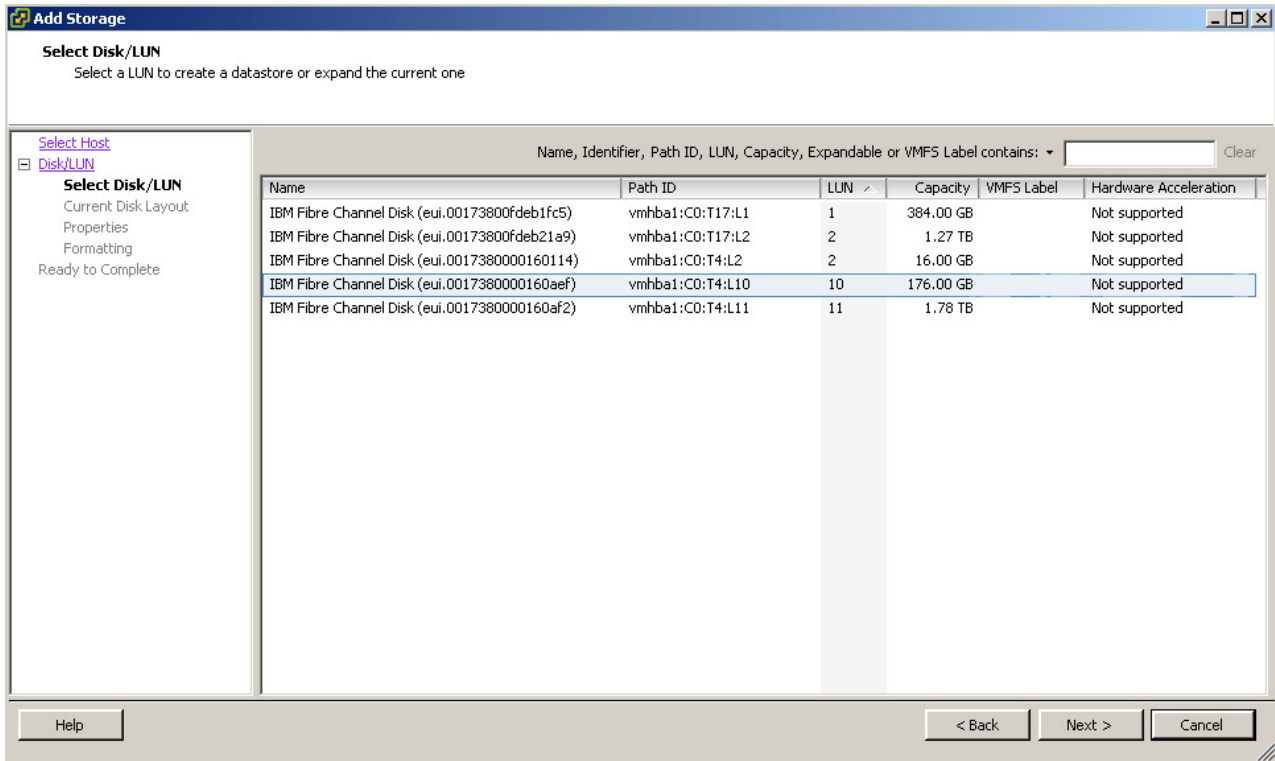 Add Storage
Select Disk/LUN
Select a LUN to create a datastore or expand the current one
Select Host
Disk/LUN
Select Disk/LUN
Current Disk Layout
Properties
Formatting
Ready to Complete
Name, Identifier, Path ID, LUN, Capacity, Expandable or VMFS Label contains: Clear
Name Path ID LUN Capacity VMFS Label Hardware Acceleration
IBM Fibre Channel Disk (eui.00173800fdeb1fc5) vmhba1:C0:T17:L1 1 384.00 GB Not supported
IBM Fibre Channel Disk (eui.00173800fdeb21a9) vmhba1:C0:T17:L2 2 1.27 TB Not supported
IBM Fibre Channel Disk (eui.0017380000160114) vmhba1:C0:T4:L2 2 16.00 GB Not supported
IBM Fibre Channel Disk (eui.0017380000160aef) vmhba1:C0:T4:L10 10 176.00 GB Not supported
IBM Fibre Channel Disk (eui.0017380000160af2) vmhba1:C0:T4:L11 11 1.78 TB Not supported
Help < Back Next > Cancel